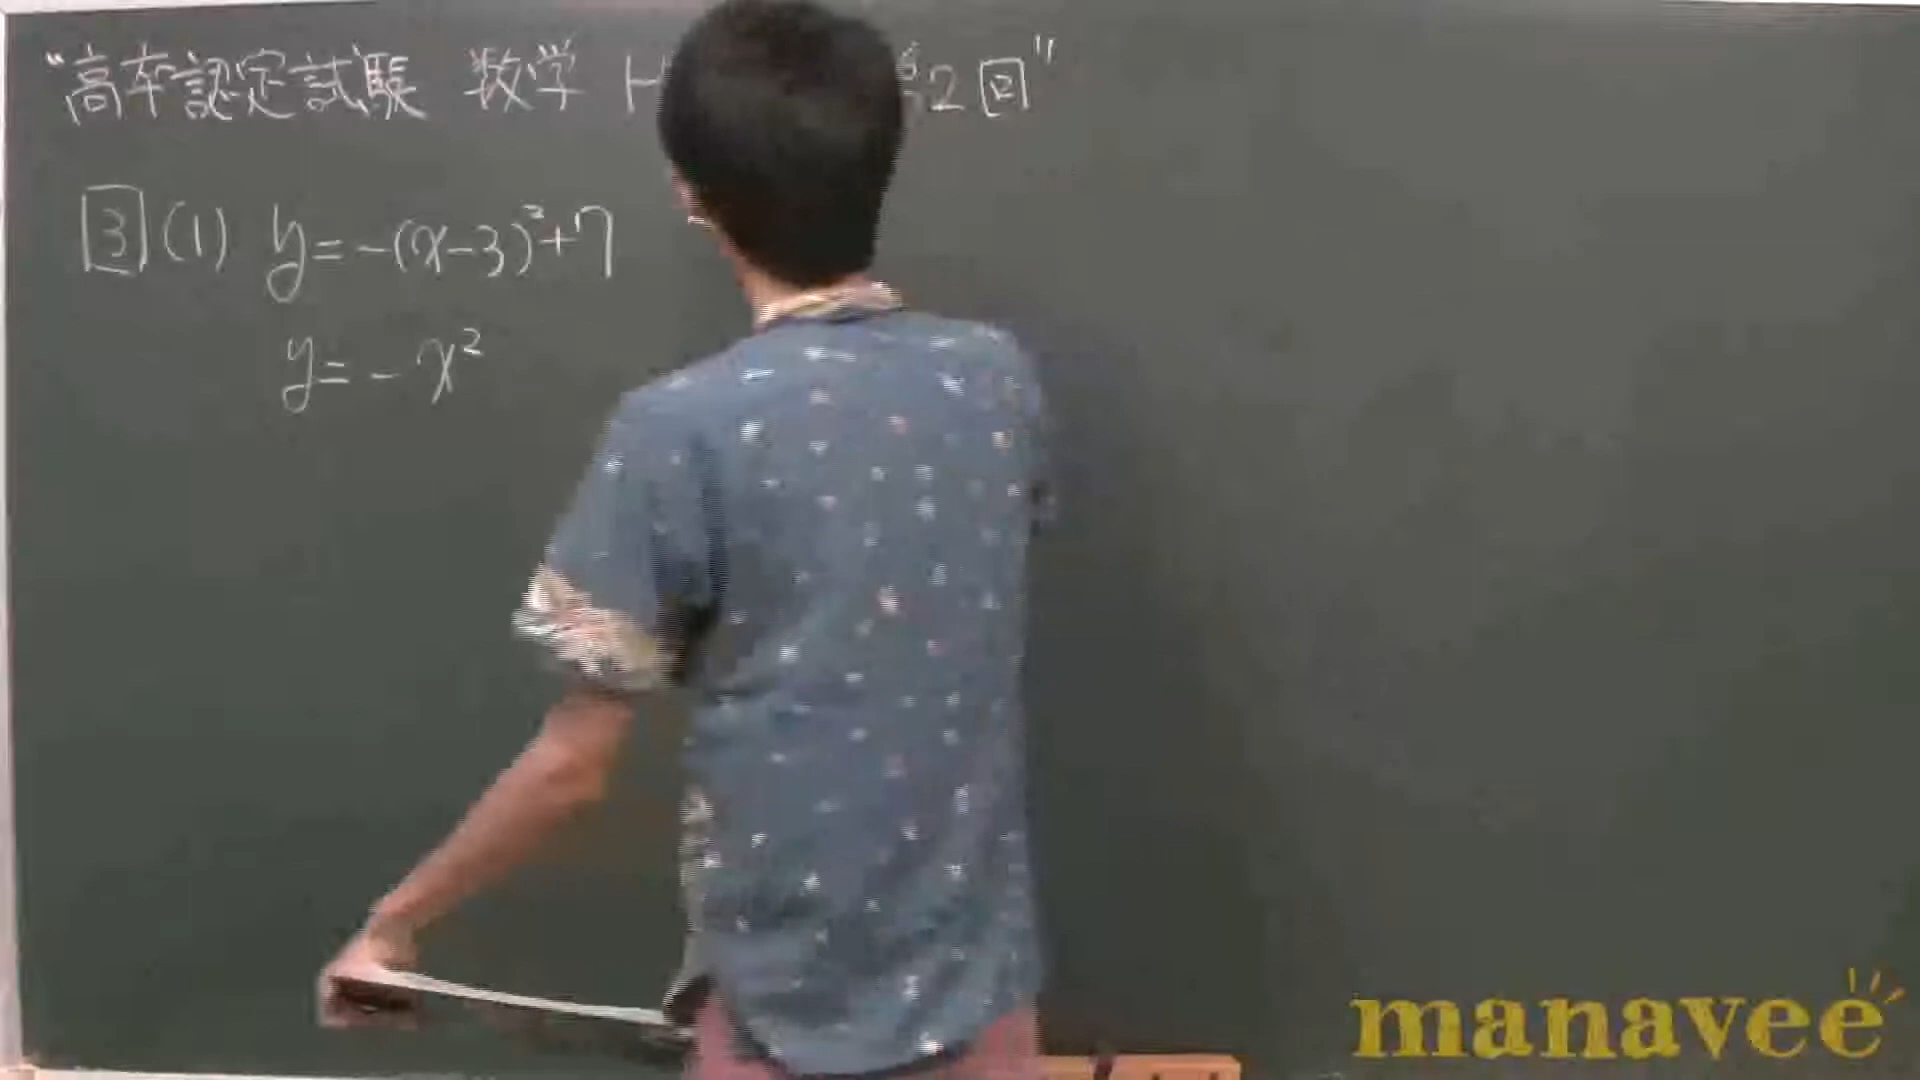 "高卒認定試験 数学 H 2回"
3 (1) y=-(x-3)²+7
y=-x²
manavee